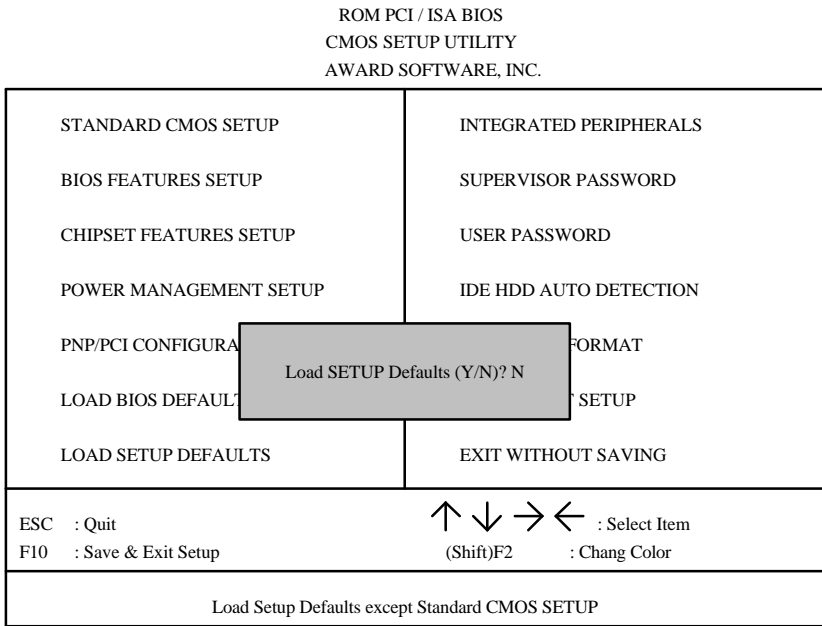 ROM PCI / ISA BIOS
CMOS SETUP UTILITY
AWARD SOFTWARE, INC.
STANDARD CMOS SETUP
INTEGRATED PERIPHERALS
BIOS FEATURES SETUP
SUPERVISOR PASSWORD
CHIPSET FEATURES SETUP
USER PASSWORD
POWER MANAGEMENT SETUP
IDE HDD AUTO DETECTION
PNP/PCI CONFIGURA
FORMAT
Load SETUP Defaults (Y/N)? N
LOAD BIOS DEFAULT
SETUP
LOAD SETUP DEFAULTS
EXIT WITHOUT SAVING
ESC : Quit
↑ ↓ → ← : Select Item
F10 : Save & Exit Setup
(Shift)F2 : Chang Color
Load Setup Defaults except Standard CMOS SETUP